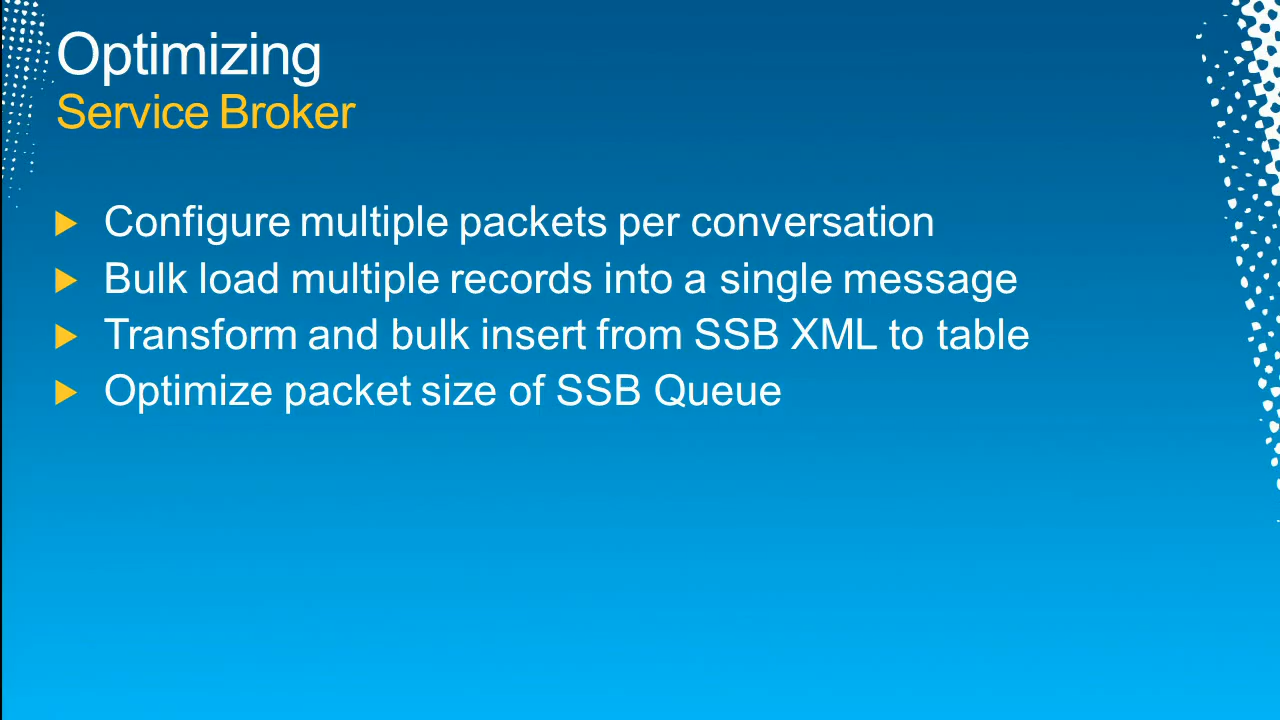 Optimizing
Service Broker
Configure multiple packets per conversation
Bulk load multiple records into a single message
Transform and bulk insert from SSB XML to table
Optimize packet size of SSB Queue